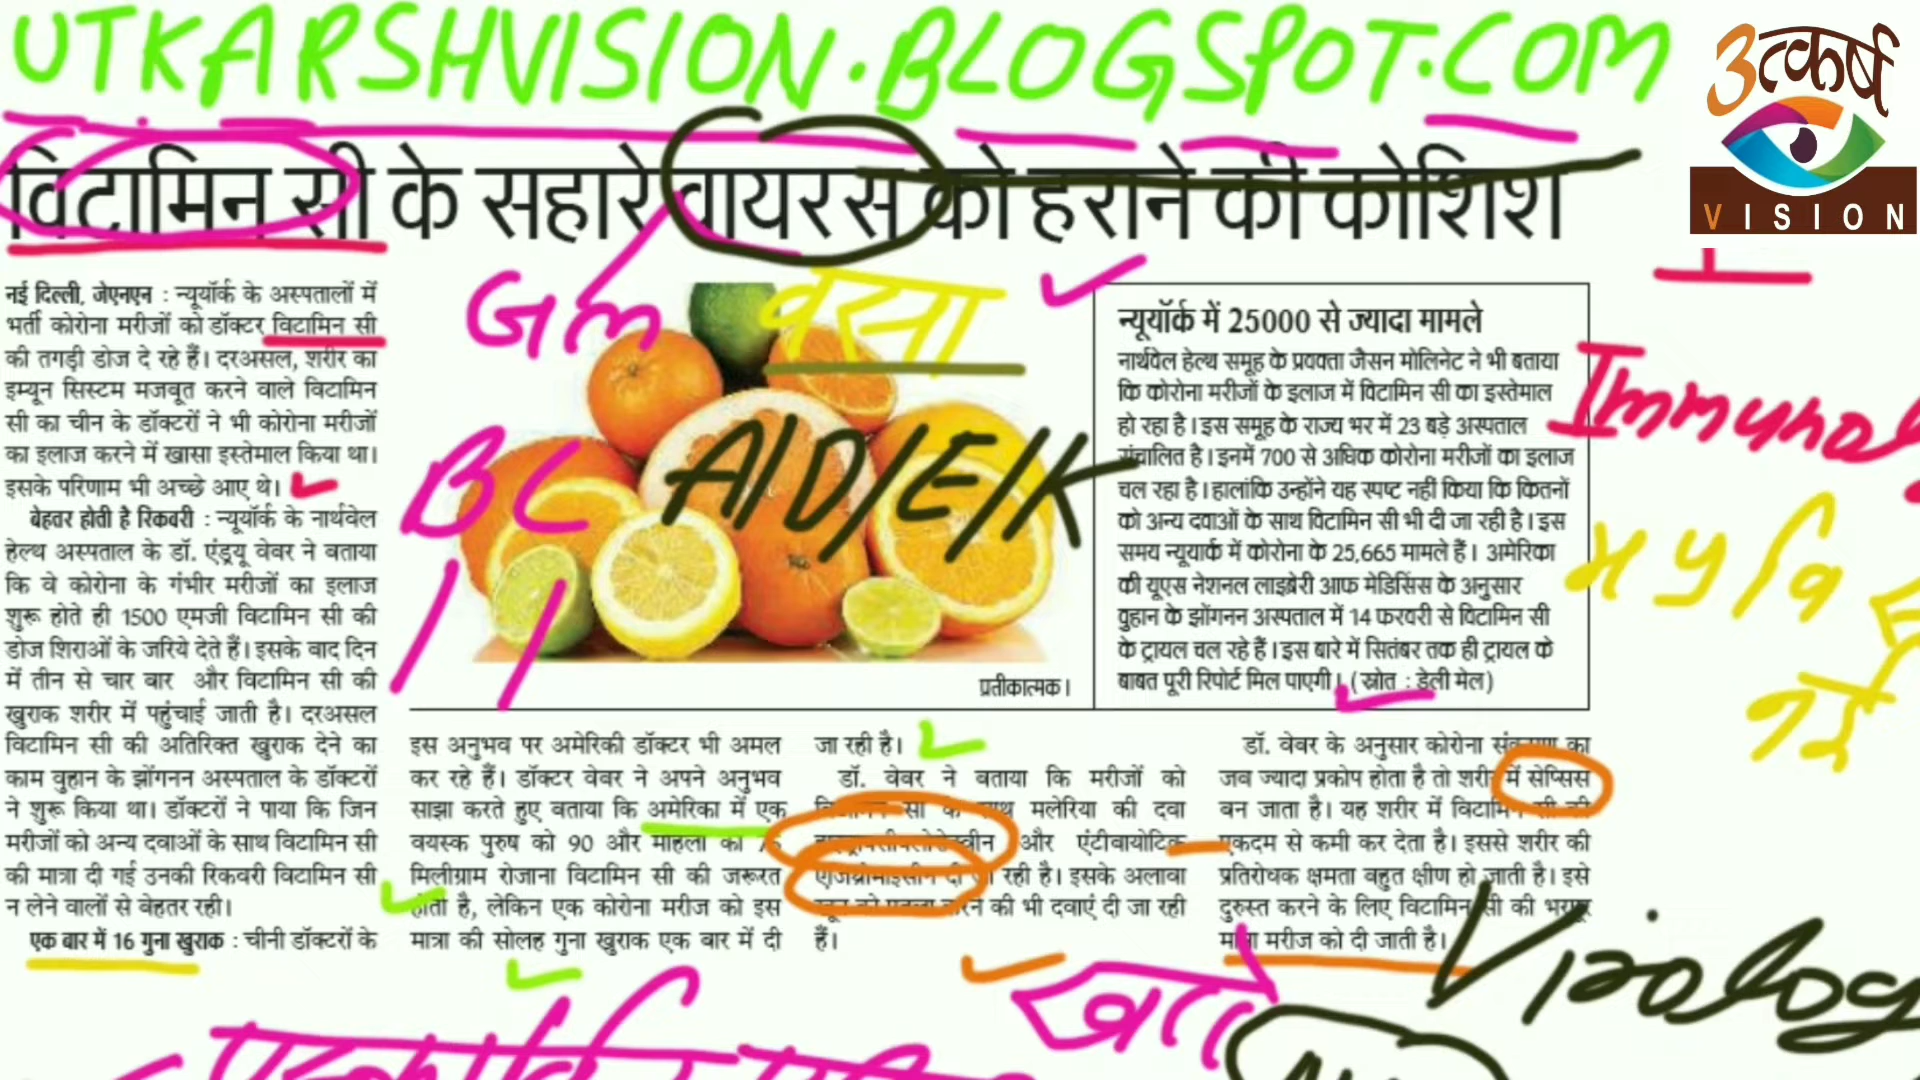 UTKARSHVISION.BLOGSPOT.COM
उत्कर्ष
VISION
विटामिन सी के सहारे वायरस को हराने की कोशिश
नई दिल्ली, जेएनएन : न्यूयॉर्क के अस्पतालों में
भर्ती कोरोना मरीजों को डॉक्टर विटामिन सी
की तगड़ी डोज दे रहे हैं। दरअसल, शरीर का
इम्यून सिस्टम मजबूत करने वाले विटामिन
सी का चीन के डॉक्टरों ने भी कोरोना मरीजों
का इलाज करने में खासा इस्तेमाल किया था।
इसके परिणाम भी अच्छे आए थे।
बेहतर होती है रिकवरी : न्यूयॉर्क के नार्थवेल
हेल्थ अस्पताल के डॉ. एंड्रयू वेबर ने बताया
कि वे कोरोना के गंभीर मरीजों का इलाज
शुरू होते ही 1500 एमजी विटामिन सी की
डोज शिराओं के जरिये देते हैं। इसके बाद दिन
में तीन से चार बार और विटामिन सी की
खुराक शरीर में पहुंचाई जाती है। दरअसल
विटामिन सी की अतिरिक्त खुराक देने का
काम वुहान के झोंगनन अस्पताल के डॉक्टरों
ने शुरू किया था। डॉक्टरों ने पाया कि जिन
मरीजों को अन्य दवाओं के साथ विटामिन सी
की मात्रा दी गई उनकी रिकवरी विटामिन सी
न लेने वालों से बेहतर रही।
एक बार में 16 गुना खुराक : चीनी डॉक्टरों के
Gm
वसा
BC
A/D/E/K
प्रतीकात्मक।
न्यूयॉर्क में 25000 से ज्यादा मामले
नार्थवेल हेल्थ समूह के प्रवक्ता जैसन मोलिनेट ने भी बताया
कि कोरोना मरीजों के इलाज में विटामिन सी का इस्तेमाल
हो रहा है। इस समूह के राज्य भर में 23 बड़े अस्पताल
संचालित है। इनमें 700 से अधिक कोरोना मरीजों का इलाज
चल रहा है। हालांकि उन्होंने यह स्पष्ट नहीं किया कि कितनों
को अन्य दवाओं के साथ विटामिन सी भी दी जा रही है। इस
समय न्यूयार्क में कोरोना के 25,665 मामले हैं। अमेरिका
की यूएस नेशनल लाइब्रेरी आफ मेडिसिंस के अनुसार
वुहान के झोंगनन अस्पताल में 14 फरवरी से विटामिन सी
के ट्रायल चल रहे हैं। इस बारे में सितंबर तक ही ट्रायल के
बाबत पूरी रिपोर्ट मिल पाएगी। (स्रोत : डेली मेल)
इस अनुभव पर अमेरिकी डॉक्टर भी अमल
कर रहे हैं। डॉक्टर वेबर ने अपने अनुभव
साझा करते हुए बताया कि अमेरिका में एक
वयस्क पुरुष को 90 और महिला को 75
मिलीग्राम रोजाना विटामिन सी की जरूरत
होती है, लेकिन एक कोरोना मरीज को इस
मात्रा की सोलह गुना खुराक एक बार में दी
जा रही है।
डॉ. वेबर ने बताया कि मरीजों को
विटामिन सी के साथ मलेरिया की दवा
और एंटीबायोटिक
एजिथ्रोमाइसीन दी जा रही है। इसके अलावा
खून को पतला करने की भी दवाएं दी जा रही
हैं।
डॉ. वेबर के अनुसार कोरोना संक्रमण का
जब ज्यादा प्रकोप होता है तो शरीर में सेप्सिस
बन जाता है। यह शरीर में विटामिन सी की
एकदम से कमी कर देता है। इससे शरीर की
प्रतिरोधक क्षमता बहुत क्षीण हो जाती है। इसे
दुरुस्त करने के लिए विटामिन सी की भरपूर
मात्रा मरीज को दी जाती है।